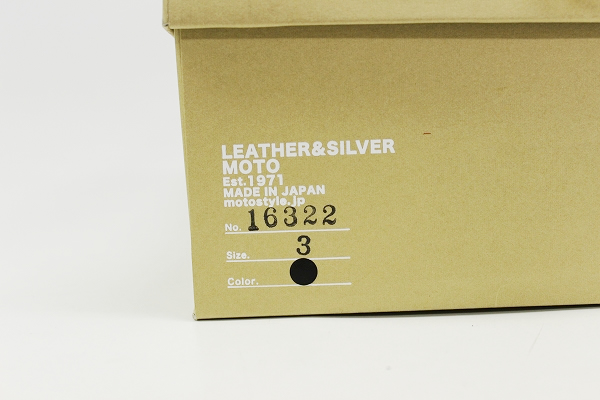 LEATHER&SILVER
MOTO
Est.1971
MADE IN JAPAN
motostyle.jp
No. 16322
Size. 3
Color.